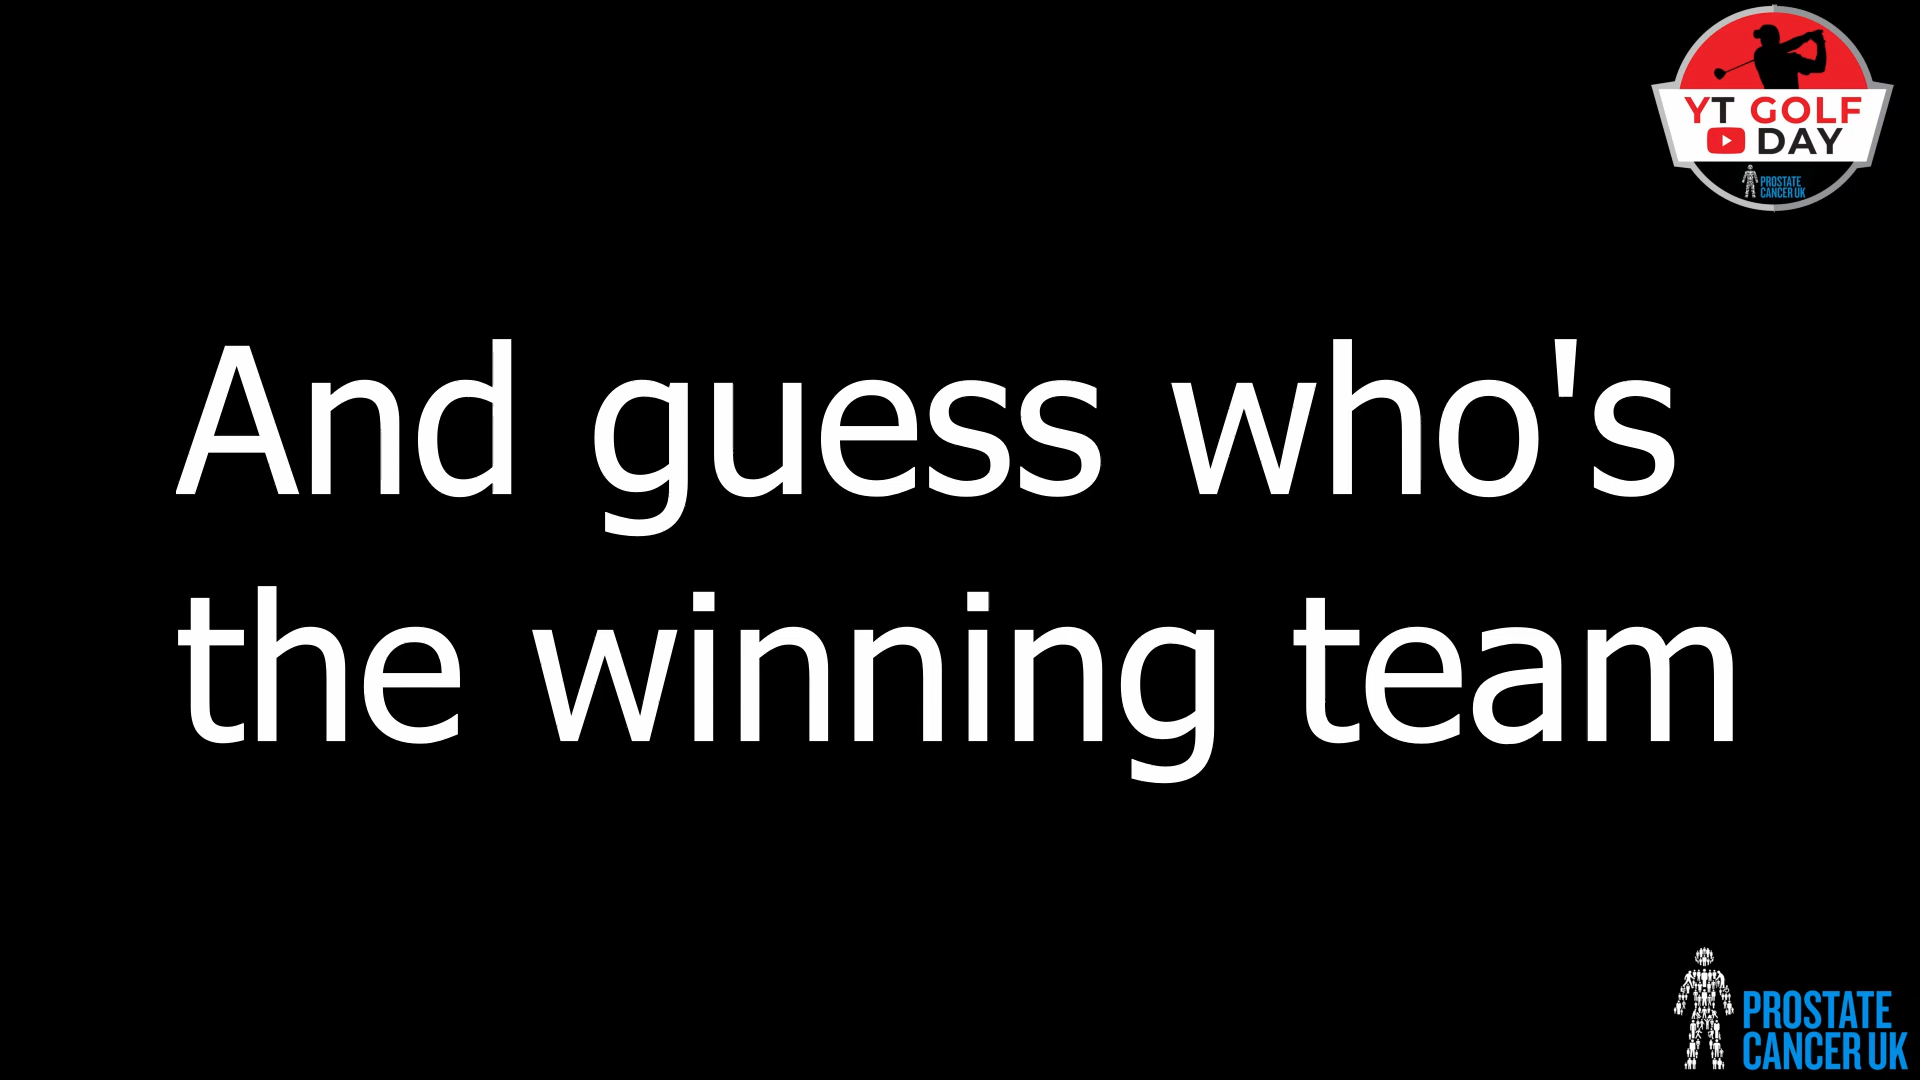 YT GOLF
DAY
PROSTATE
CANCER UK
And guess who's
the winning team
PROSTATE
CANCER UK